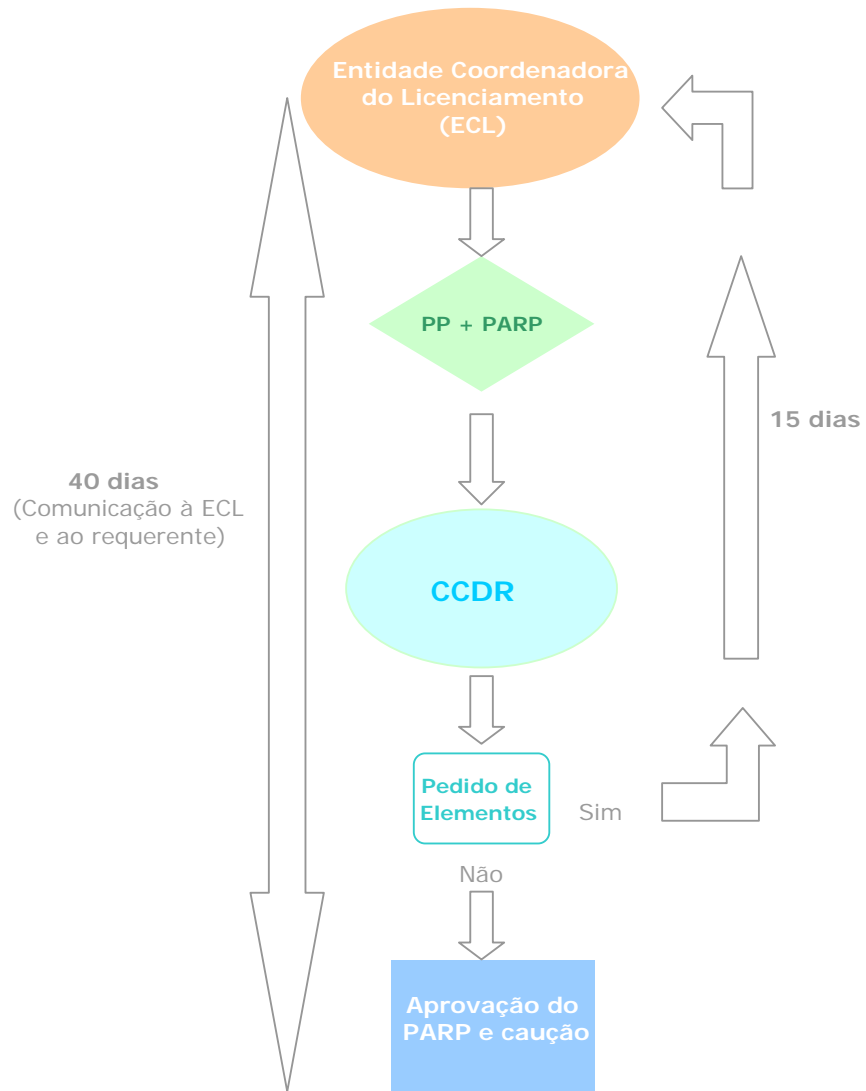 Entidade Coordenadora
do Licenciamento
(ECL)
PP + PARP
15 dias
40 dias
(Comunicação à ECL
e ao requerente)
CCDR
Pedido de
Elementos
Sim
Não
Aprovação do
PARP e caução